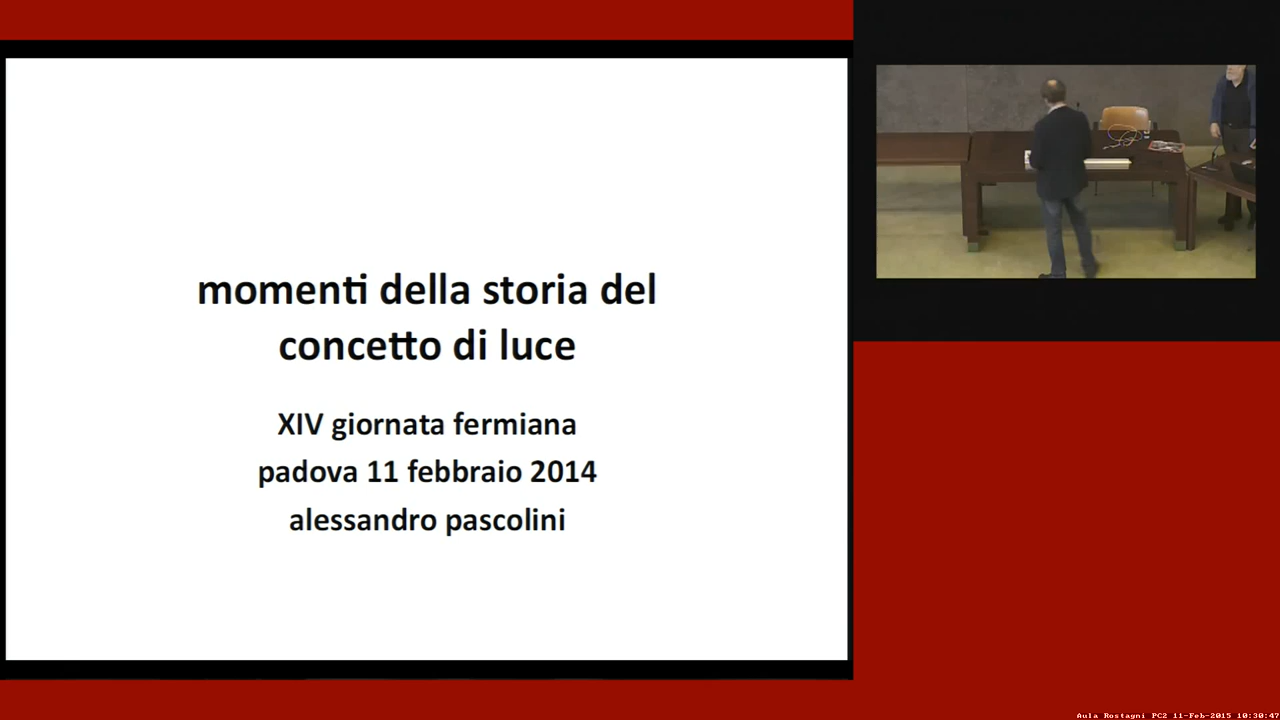 momenti della storia del
concetto di luce
XIV giornata fermiana
padova 11 febbraio 2014
alessandro pascolini
Aula Rostagni PC2 11-Feb-2015 10:30:47